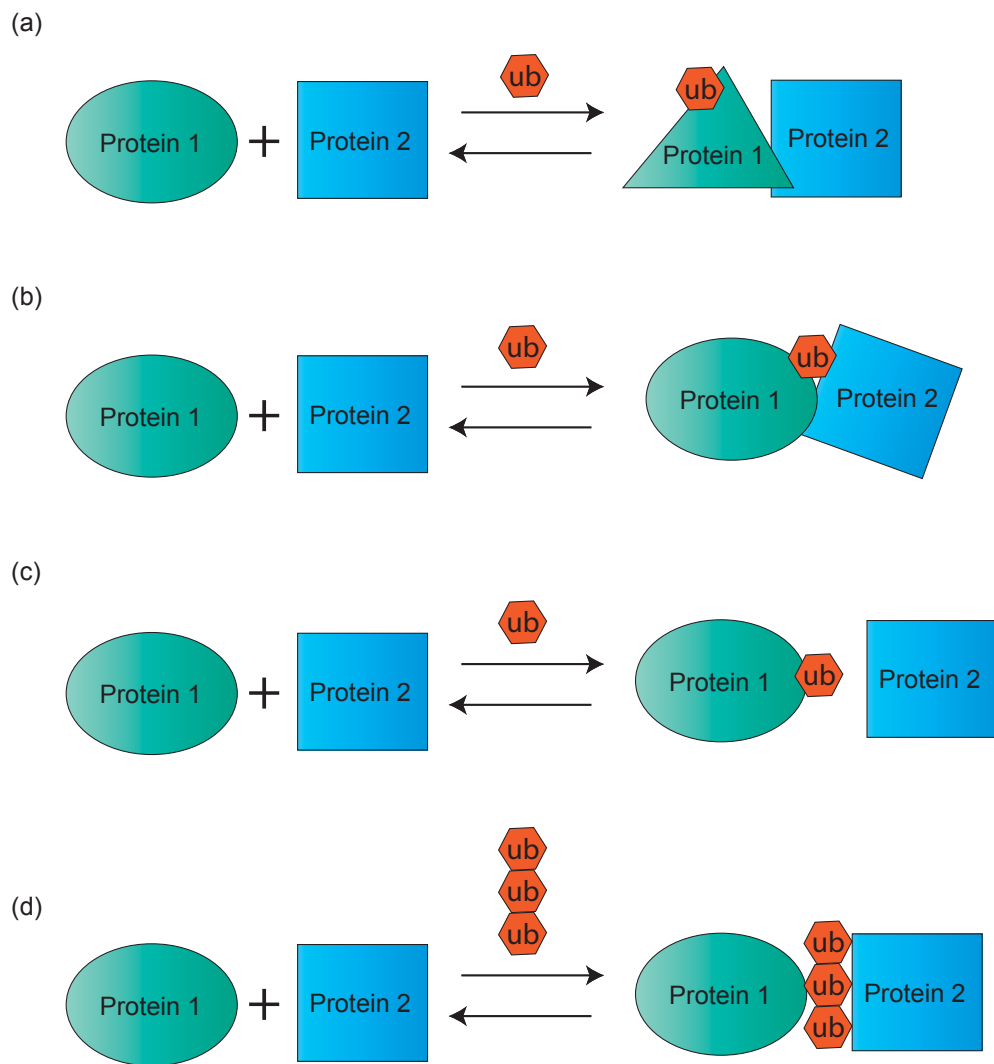 (a)
ub
Protein 1 + Protein 2
ub
Protein 1
Protein 2
(b)
ub
Protein 1 + Protein 2
ub
Protein 1
Protein 2
(c)
ub
Protein 1 + Protein 2
Protein 1
ub
Protein 2
(d)
ub
ub
ub
Protein 1 + Protein 2
Protein 1
ub
ub
ub
Protein 2